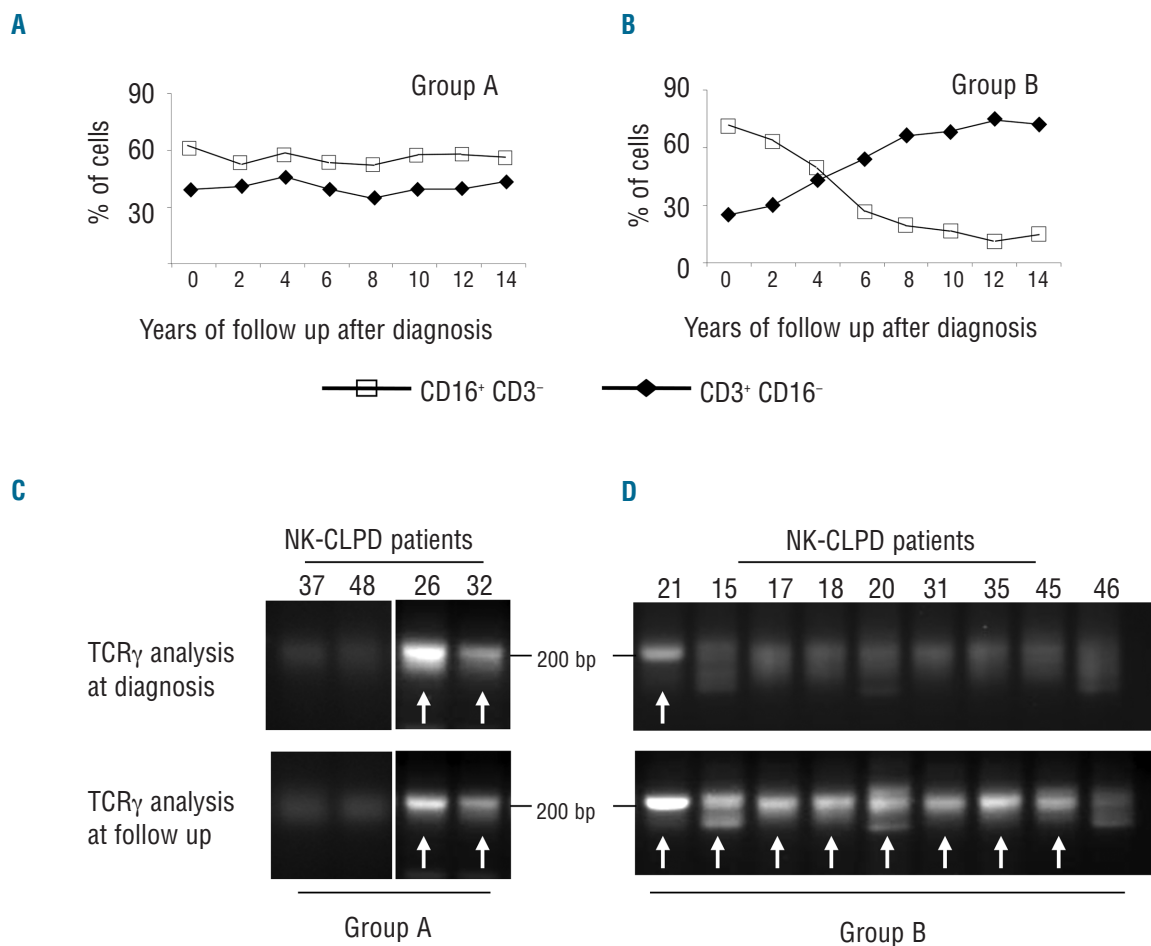 A
B
Group A
Group B
% of cells
90
60
30
0 2 4 6 8 10 12 14
Years of follow up after diagnosis
% of cells
90
60
30
0
0 2 4 6 8 10 12 14
Years of follow up after diagnosis
CD16⁺ CD3⁻
CD3⁺ CD16⁻
C
D
NK-CLPD patients
37 48 26 32
NK-CLPD patients
21 15 17 18 20 31 35 45 46
TCRγ analysis
at diagnosis
200 bp
TCRγ analysis
at follow up
200 bp
Group A
Group B